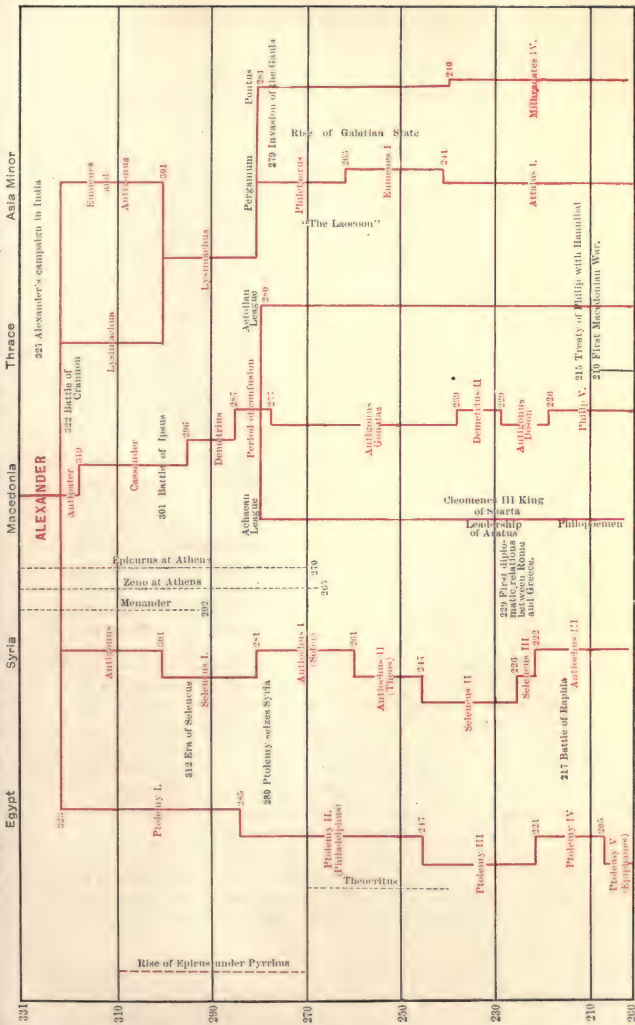 Egypt
Syria
Macedonia
Thrace
Asia Minor
331
310
290
270
250
230
210
200
ALEXANDER
327 Alexander's campaign in India
323
322 Battle of
Crannon
Antipater
319
Cassander
296
301 Battle of Ipsus
Demetrius
287
Period of confusion
277
Antigonus
Gonatas
239
Demetrius II
229
Antigonus
Doson
220
Philip V.
215 Treaty of Philip with Hannibal
210 First Macedonian War.
Lysimachus
Eumenes
and
Antigonus
301
Lysimachus
Pergamum
Pontus
281
279 Invasion of the Gauls
Rise of Galatian State
Philetærus
263
Eumenes I
241
Attalus I.
240
Mithradates IV.
"The Laocoon"
Aetolian
League
280
Achaean
League
Cleomenes III King
of Sparta
Leadership
of Aratus
Philopoemen
229 First diplo-
matic relations
between Rome
and Greece.
Epicurus at Athens
270
Zeno at Athens
265
Menander
292
Antigonus
301
Seleucus I.
312 Era of Seleucus
281
Antiochus I
(Soter)
261
Antiochus II
(Theos)
247
Seleucus II
226
Seleucus III
222
Antiochus III
217 Battle of Raphia
280 Ptolemy seizes Syria
Ptolemy I.
285
Ptolemy II.
(Philadelphus)
247
Ptolemy III
221
Ptolemy IV
205
Ptolemy V
(Epiphanes)
Theocritus
Rise of Epirus under Pyrrhus